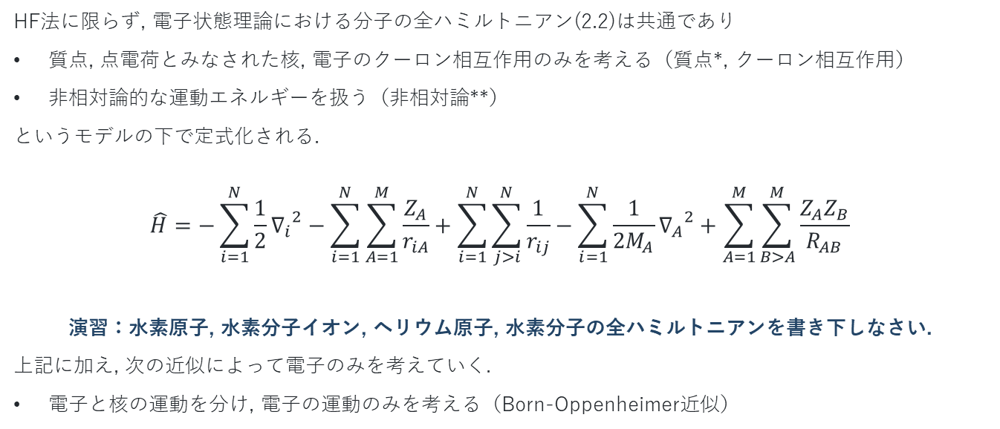 HF法に限らず, 電子状態理論における分子の全ハミルトニアン(2.2)は共通であり
• 質点, 点電荷とみなされた核, 電子のクーロン相互作用のみを考える（質点*, クーロン相互作用）
• 非相対論的な運動エネルギーを扱う（非相対論**）
というモデルの下で定式化される.
$\hat{H} = -\sum_{i=1}^{N} \frac{1}{2} \nabla_i{}^2 - \sum_{i=1}^{N} \sum_{A=1}^{M} \frac{Z_A}{r_{iA}} + \sum_{i=1}^{N} \sum_{j>i}^{N} \frac{1}{r_{ij}} - \sum_{i=1}^{N} \frac{1}{2M_A} \nabla_A{}^2 + \sum_{A=1}^{M} \sum_{B>A}^{M} \frac{Z_A Z_B}{R_{AB}}$
演習：水素原子, 水素分子イオン, ヘリウム原子, 水素分子の全ハミルトニアンを書き下しなさい.
上記に加え, 次の近似によって電子のみを考えていく.
• 電子と核の運動を分け, 電子の運動のみを考える（Born-Oppenheimer近似）